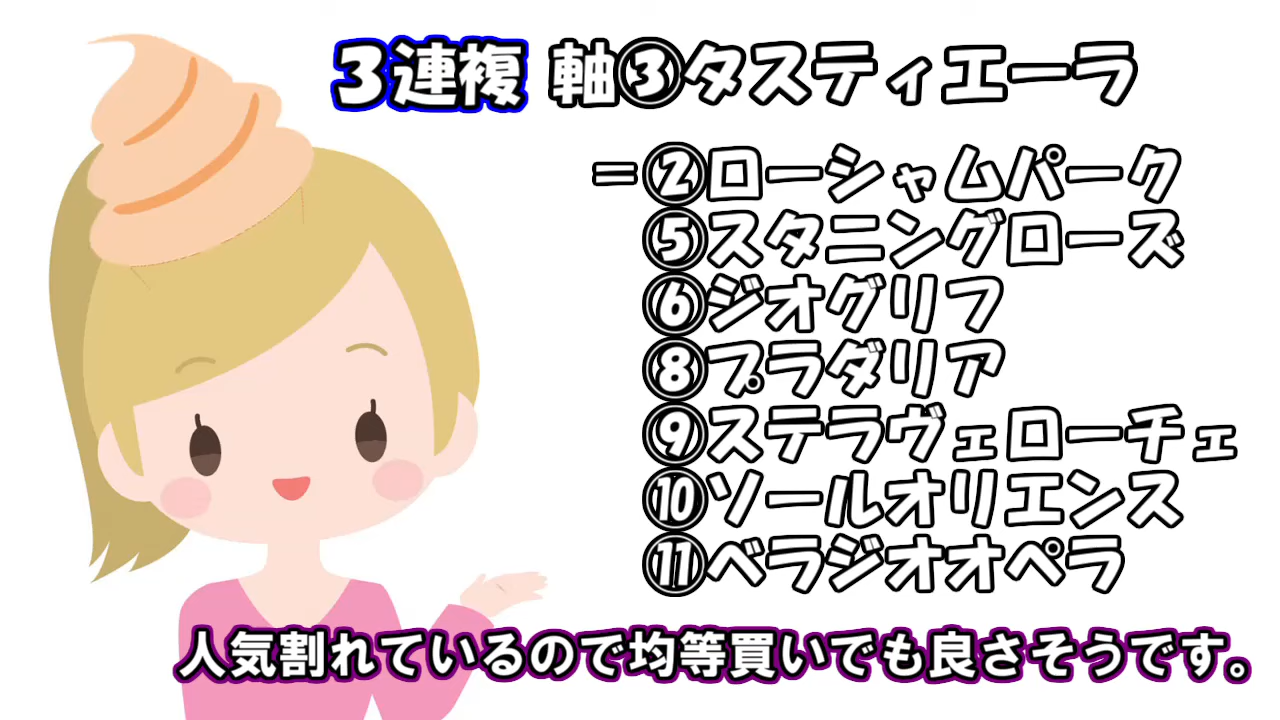 3連複 軸③タスティエーラ
=②ローシャムパーク
⑤スタニングローズ
⑥ジオグリフ
⑧プラダリア
⑨ステラヴェローチェ
⑩ソールオリエンス
⑪ベラジオオペラ
人気割れているので均等買いでも良さそうです。